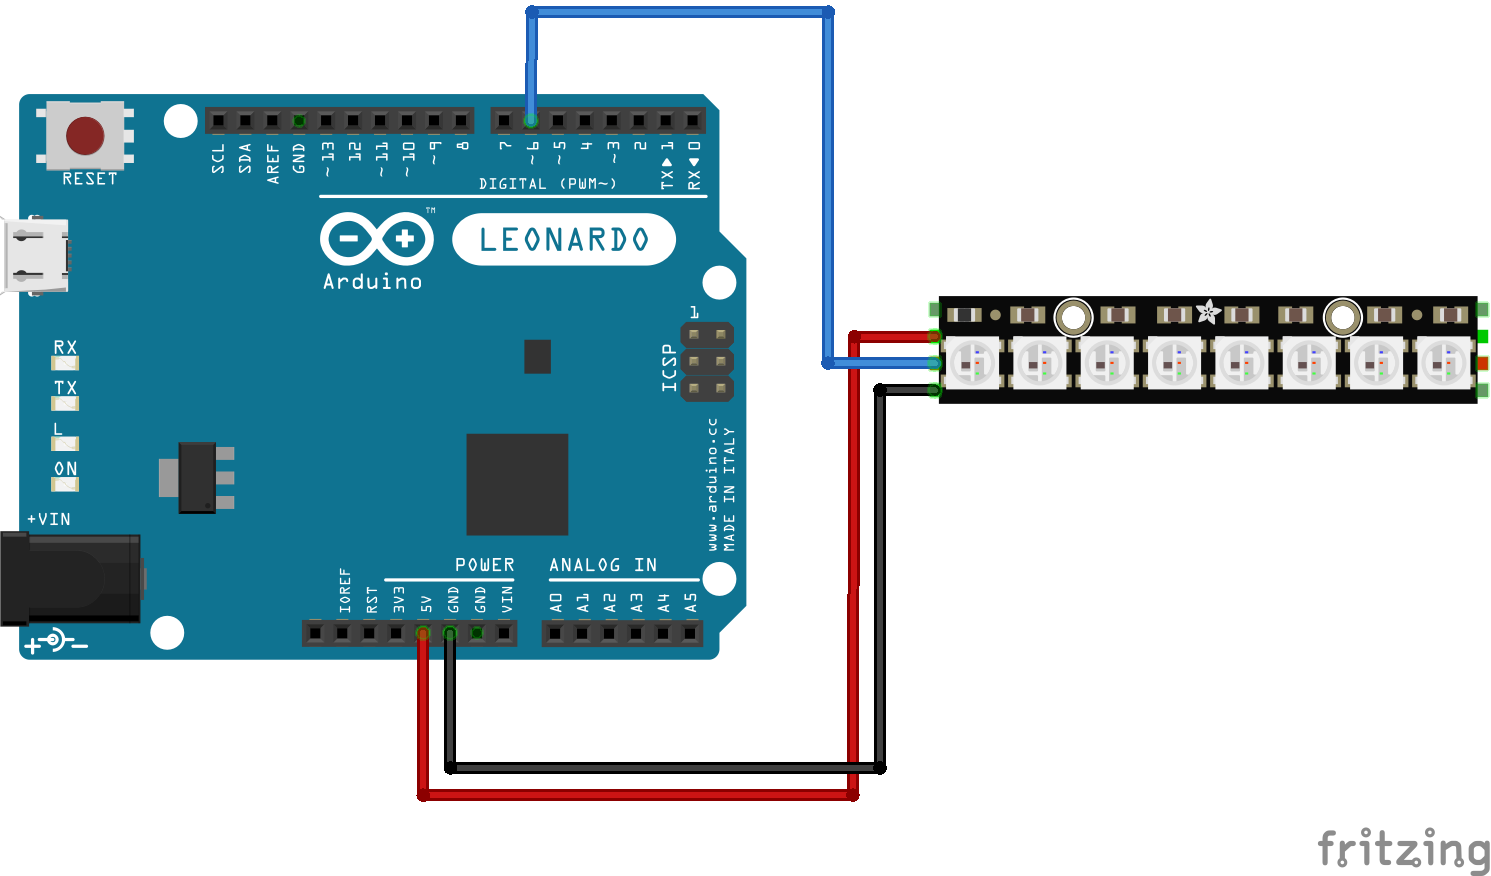 SCL SDA AREF GND ~13 12 ~11 ~10 ~9 8 7 ~6 ~5 4 ~3 2 TX▶1 RX◀0
RESET
DIGITAL (PWM~)
TM
LEONARDO
Arduino
1
ICSP
RX
TX
L
ON
www.arduino.cc
MADE IN ITALY
+VIN
POWER
ANALOG IN
IOREF RST 3V3 5V GND GND VIN A0 A1 A2 A3 A4 A5
fritzing